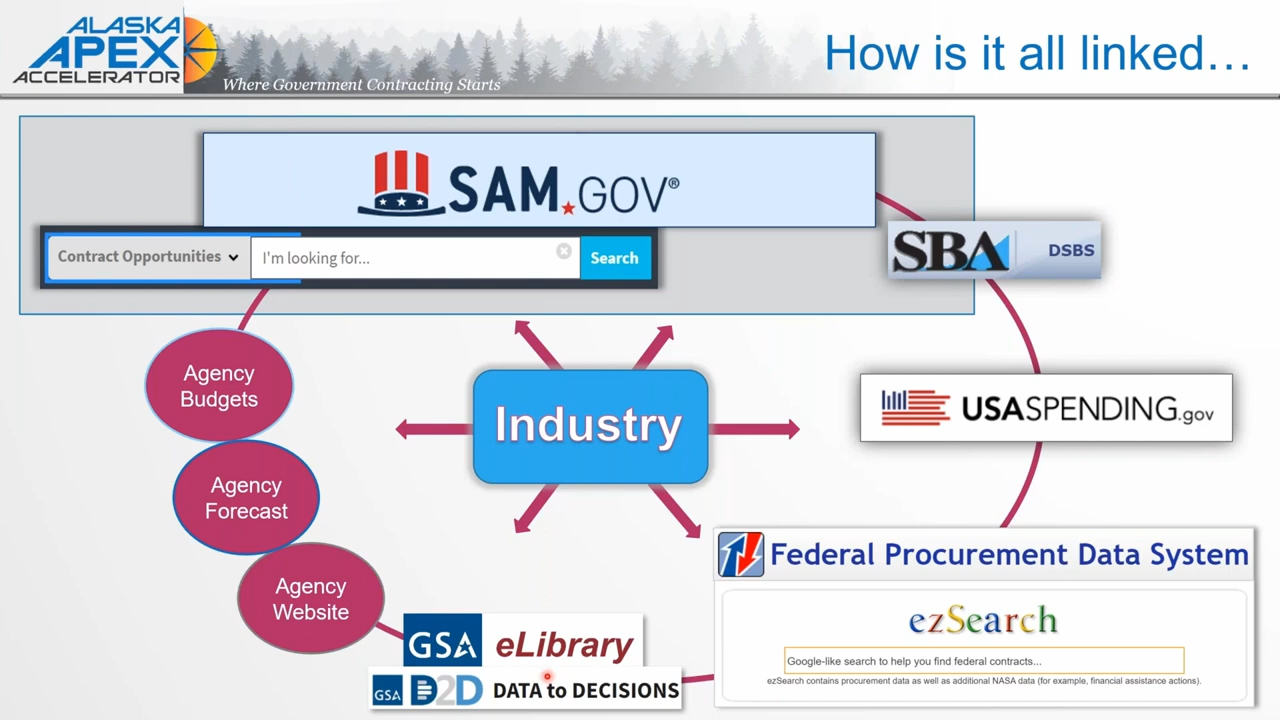 ALASKA
APEX
ACCELERATOR
Where Government Contracting Starts
How is it all linked…
SAM.GOV®
Contract Opportunities
I'm looking for...
Search
SBA
DSBS
Agency
Budgets
Industry
USASPENDING.gov
Agency
Forecast
Federal Procurement Data System
ezSearch
Google-like search to help you find federal contracts...
ezSearch contains procurement data as well as additional NASA data (for example, financial assistance actions).
Agency
Website
GSA eLibrary
GSA D2D DATA to DECISIONS